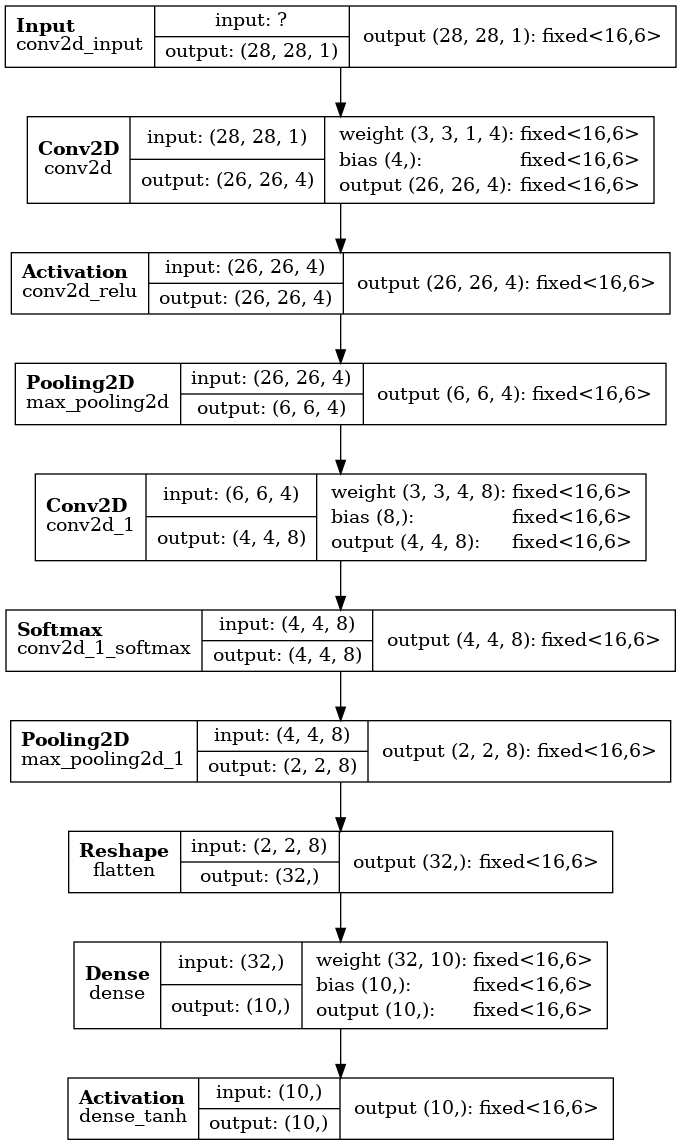 Input
conv2d_input
input: ?
output: (28, 28, 1)
output (28, 28, 1): fixed<16,6>
Conv2D
conv2d
input: (28, 28, 1)
output: (26, 26, 4)
weight (3, 3, 1, 4): fixed<16,6>
bias (4,): fixed<16,6>
output (26, 26, 4): fixed<16,6>
Activation
conv2d_relu
input: (26, 26, 4)
output: (26, 26, 4)
output (26, 26, 4): fixed<16,6>
Pooling2D
max_pooling2d
input: (26, 26, 4)
output: (6, 6, 4)
output (6, 6, 4): fixed<16,6>
Conv2D
conv2d_1
input: (6, 6, 4)
output: (4, 4, 8)
weight (3, 3, 4, 8): fixed<16,6>
bias (8,): fixed<16,6>
output (4, 4, 8): fixed<16,6>
Softmax
conv2d_1_softmax
input: (4, 4, 8)
output: (4, 4, 8)
output (4, 4, 8): fixed<16,6>
Pooling2D
max_pooling2d_1
input: (4, 4, 8)
output: (2, 2, 8)
output (2, 2, 8): fixed<16,6>
Reshape
flatten
input: (2, 2, 8)
output: (32,)
output (32,): fixed<16,6>
Dense
dense
input: (32,)
output: (10,)
weight (32, 10): fixed<16,6>
bias (10,): fixed<16,6>
output (10,): fixed<16,6>
Activation
dense_tanh
input: (10,)
output: (10,)
output (10,): fixed<16,6>